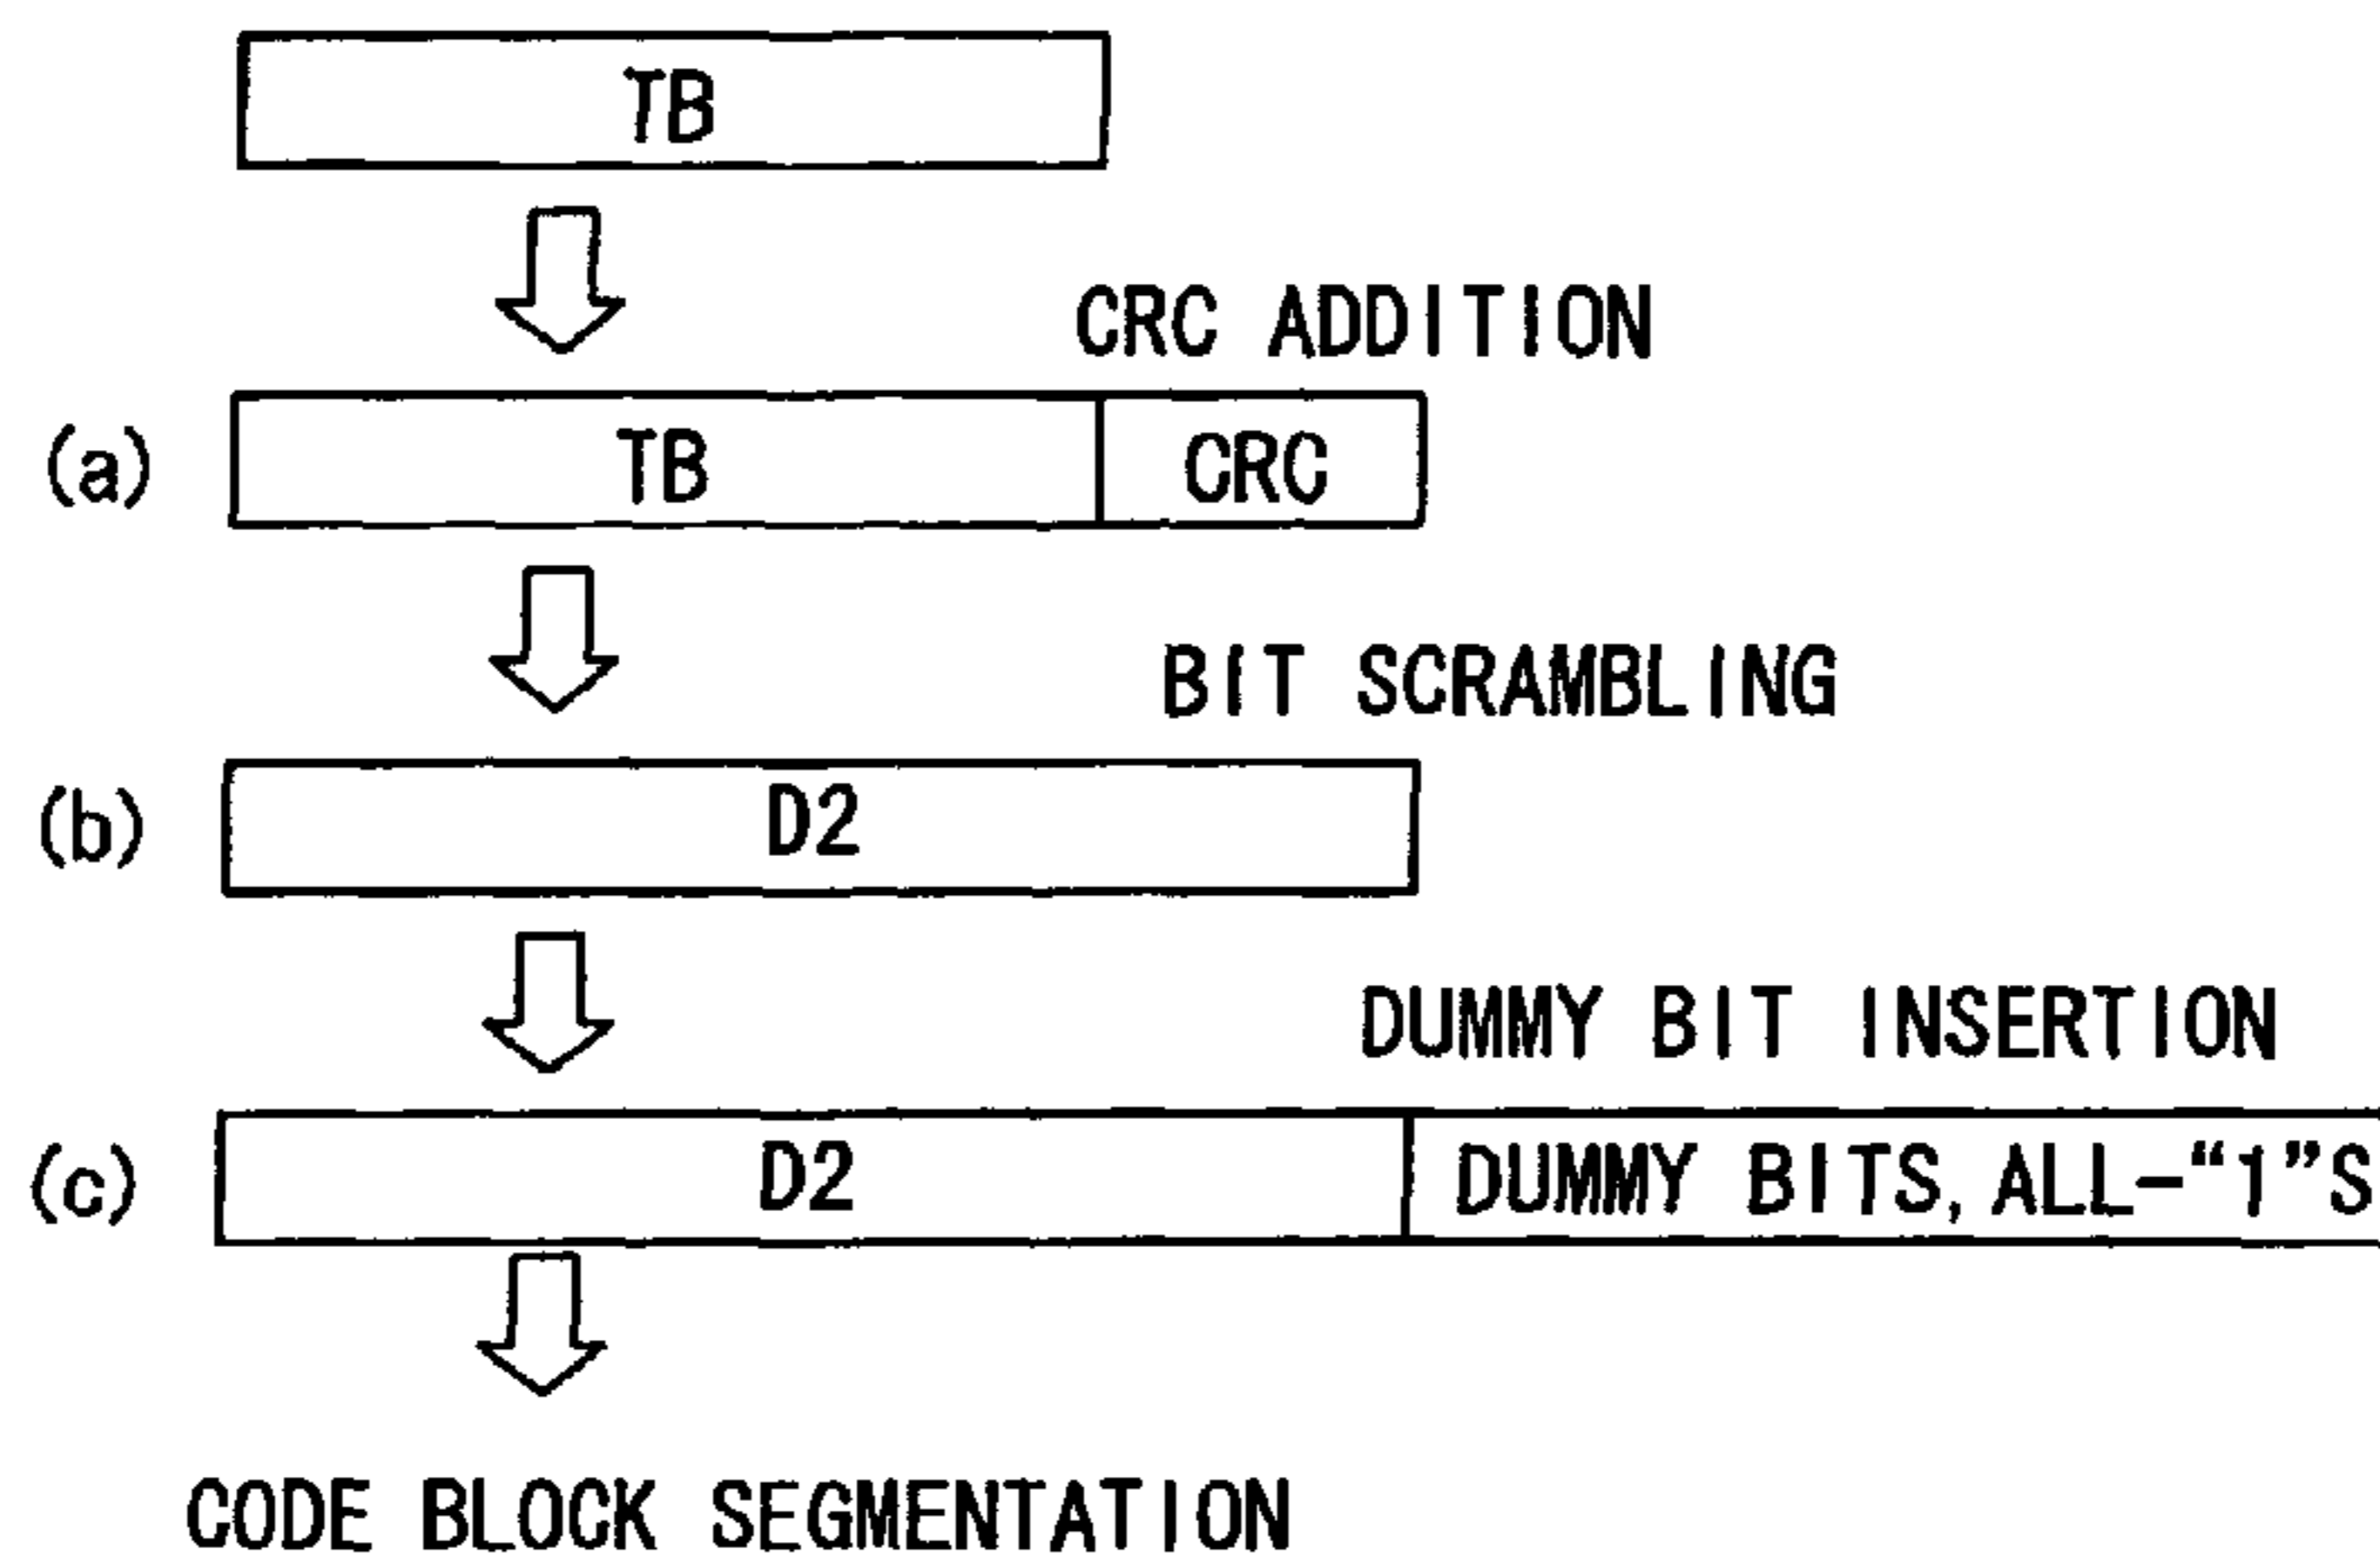 TB
CRC ADDITION
(a) TB CRC
BIT SCRAMBLING
(b) D2
DUMMY BIT INSERTION
(c) D2 DUMMY BITS, ALL-“1”S
CODE BLOCK SEGMENTATION